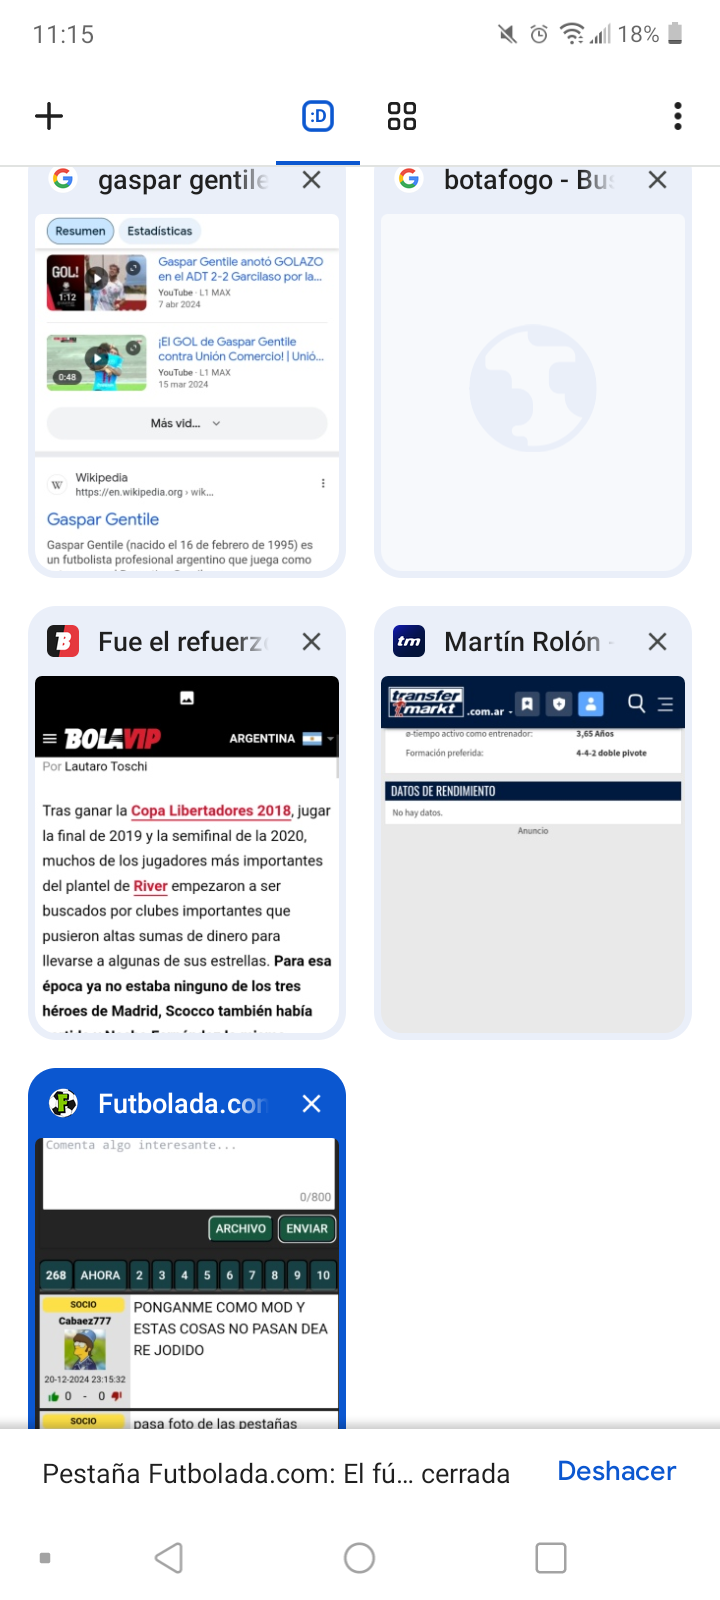 11:15
18%
:D
gaspar gentile
botafogo - Bus
Resumen
Estadísticas
GOL!
1:12
Gaspar Gentile anotó GOLAZO
en el ADT 2-2 Garcilaso por la...
YouTube · L1 MAX
7 abr 2024
0:48
¡El GOL de Gaspar Gentile
contra Unión Comercio! | Unió...
YouTube · L1 MAX
15 mar 2024
Más vid...
W
Wikipedia
https://en.wikipedia.org › wik...
Gaspar Gentile
Gaspar Gentile (nacido el 16 de febrero de 1995) es
un futbolista profesional argentino que juega como
B
Fue el refuerzo
tm
Martín Rolón -
BOLAVIP
ARGENTINA
Por Lautaro Toschi
Tras ganar la Copa Libertadores 2018, jugar
la final de 2019 y la semifinal de la 2020,
muchos de los jugadores más importantes
del plantel de River empezaron a ser
buscados por clubes importantes que
pusieron altas sumas de dinero para
llevarse a algunas de sus estrellas. Para esa
época ya no estaba ninguno de los tres
héroes de Madrid, Scocco también había
transfer
markt
.com.ar
ø-tiempo activo como entrenador:
3,65 Años
Formación preferida:
4-4-2 doble pivote
DATOS DE RENDIMIENTO
No hay datos.
Anuncio
F
Futbolada.con
Comenta algo interesante...
0/800
ARCHIVO
ENVIAR
268 AHORA 2 3 4 5 6 7 8 9 10
SOCIO
Cabaez777
20-12-2024 23:15:32
0 - 0
PONGANME COMO MOD Y
ESTAS COSAS NO PASAN DEA
RE JODIDO
SOCIO
pasa foto de las pestañas
Pestaña Futbolada.com: El fú... cerrada
Deshacer